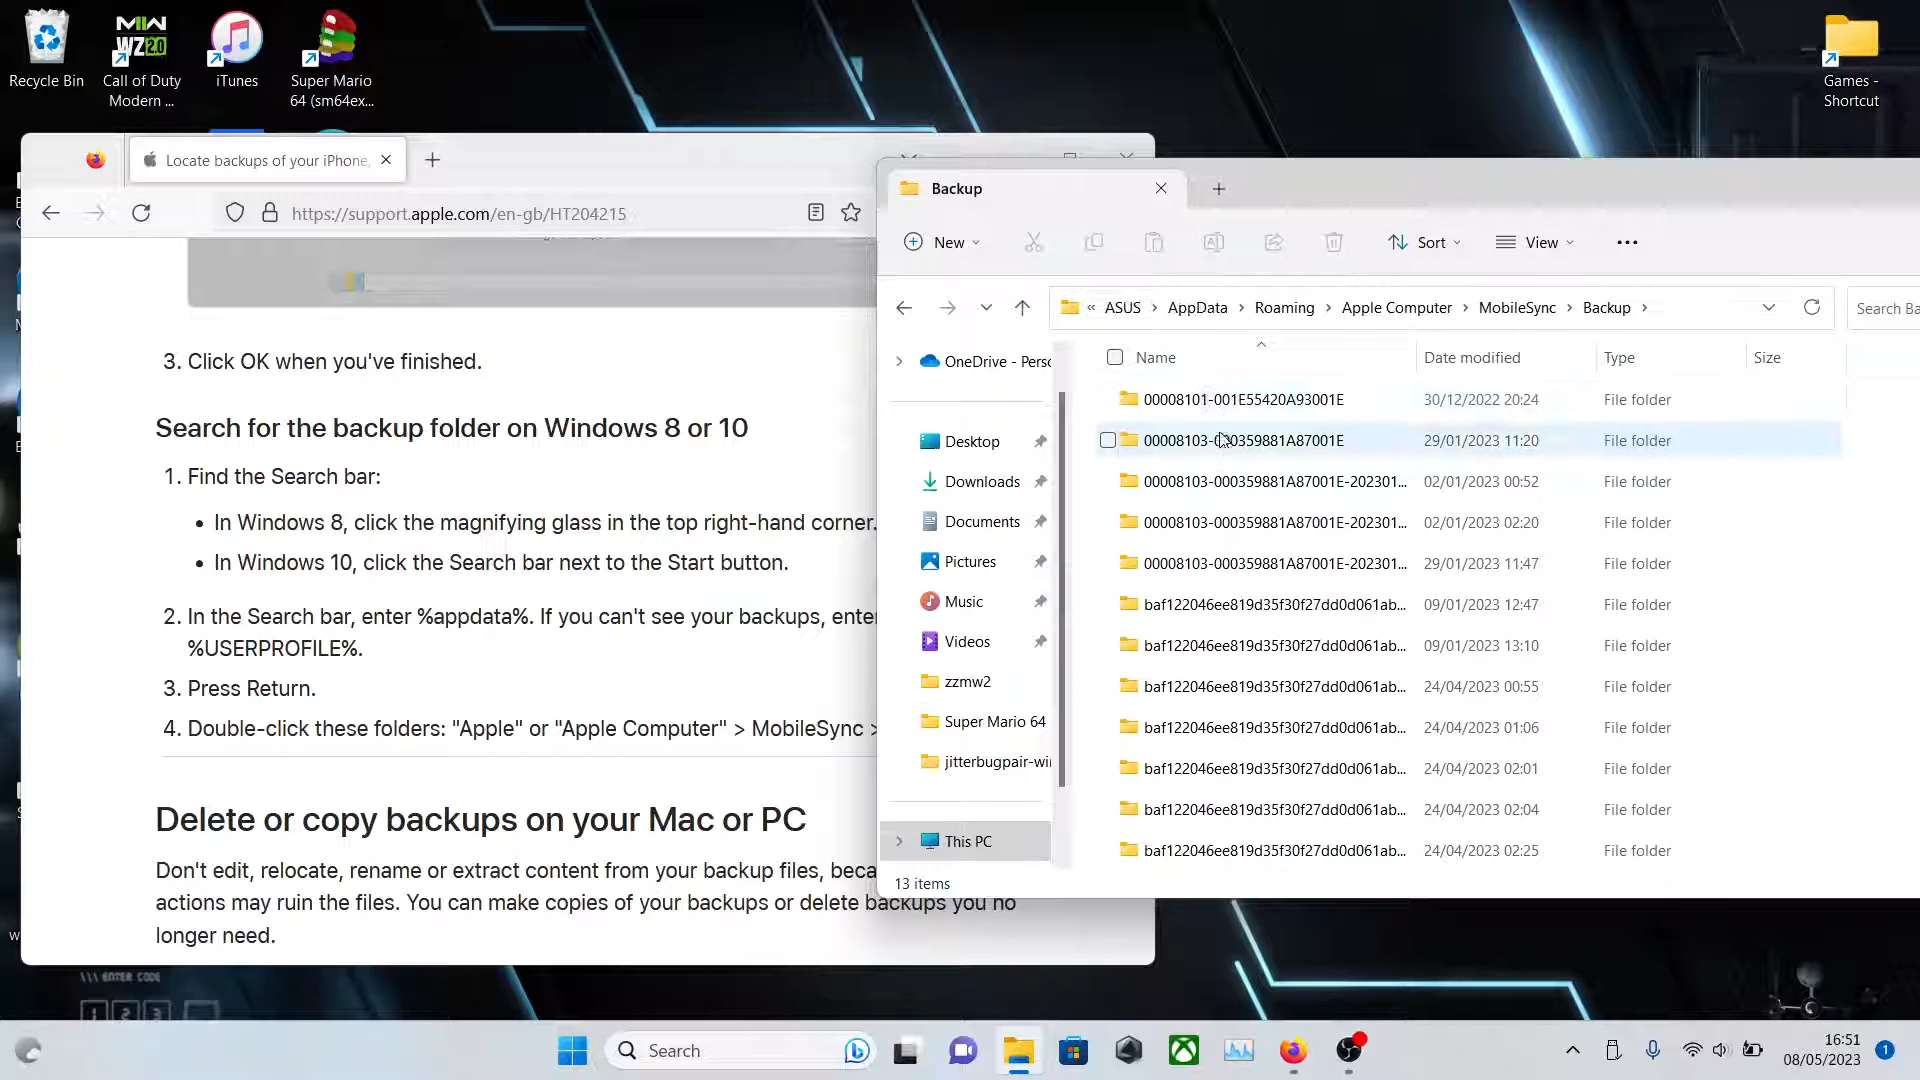 Recycle Bin
Call of Duty
Modern ...
iTunes
Super Mario
64 (sm64ex...
Games -
Shortcut
Locate backups of your iPhone,
https://support.apple.com/en-gb/HT204215
3. Click OK when you've finished.
Search for the backup folder on Windows 8 or 10
1. Find the Search bar:
• In Windows 8, click the magnifying glass in the top right-hand corner.
• In Windows 10, click the Search bar next to the Start button.
2. In the Search bar, enter %appdata%. If you can't see your backups, enter
%USERPROFILE%.
3. Press Return.
4. Double-click these folders: "Apple" or "Apple Computer" > MobileSync >
Delete or copy backups on your Mac or PC
Don't edit, relocate, rename or extract content from your backup files, beca
actions may ruin the files. You can make copies of your backups or delete backups you no
longer need.
Backup
New
Sort
View
« ASUS > AppData > Roaming > Apple Computer > MobileSync > Backup >
Search Ba
Name Date modified Type Size
OneDrive - Perso
Desktop
Downloads
Documents
Pictures
Music
Videos
zzmw2
Super Mario 64
jitterbugpair-wi
This PC
00008101-001E55420A93001E 30/12/2022 20:24 File folder
00008103-000359881A87001E 29/01/2023 11:20 File folder
00008103-000359881A87001E-202301... 02/01/2023 00:52 File folder
00008103-000359881A87001E-202301... 02/01/2023 02:20 File folder
00008103-000359881A87001E-202301... 29/01/2023 11:47 File folder
baf122046ee819d35f30f27dd0d061ab... 09/01/2023 12:47 File folder
baf122046ee819d35f30f27dd0d061ab... 09/01/2023 13:10 File folder
baf122046ee819d35f30f27dd0d061ab... 24/04/2023 00:55 File folder
baf122046ee819d35f30f27dd0d061ab... 24/04/2023 01:06 File folder
baf122046ee819d35f30f27dd0d061ab... 24/04/2023 02:01 File folder
baf122046ee819d35f30f27dd0d061ab... 24/04/2023 02:04 File folder
baf122046ee819d35f30f27dd0d061ab... 24/04/2023 02:25 File folder
13 items
\\\ ENTER CODE
1 2 3
Search
16:51
08/05/2023
1